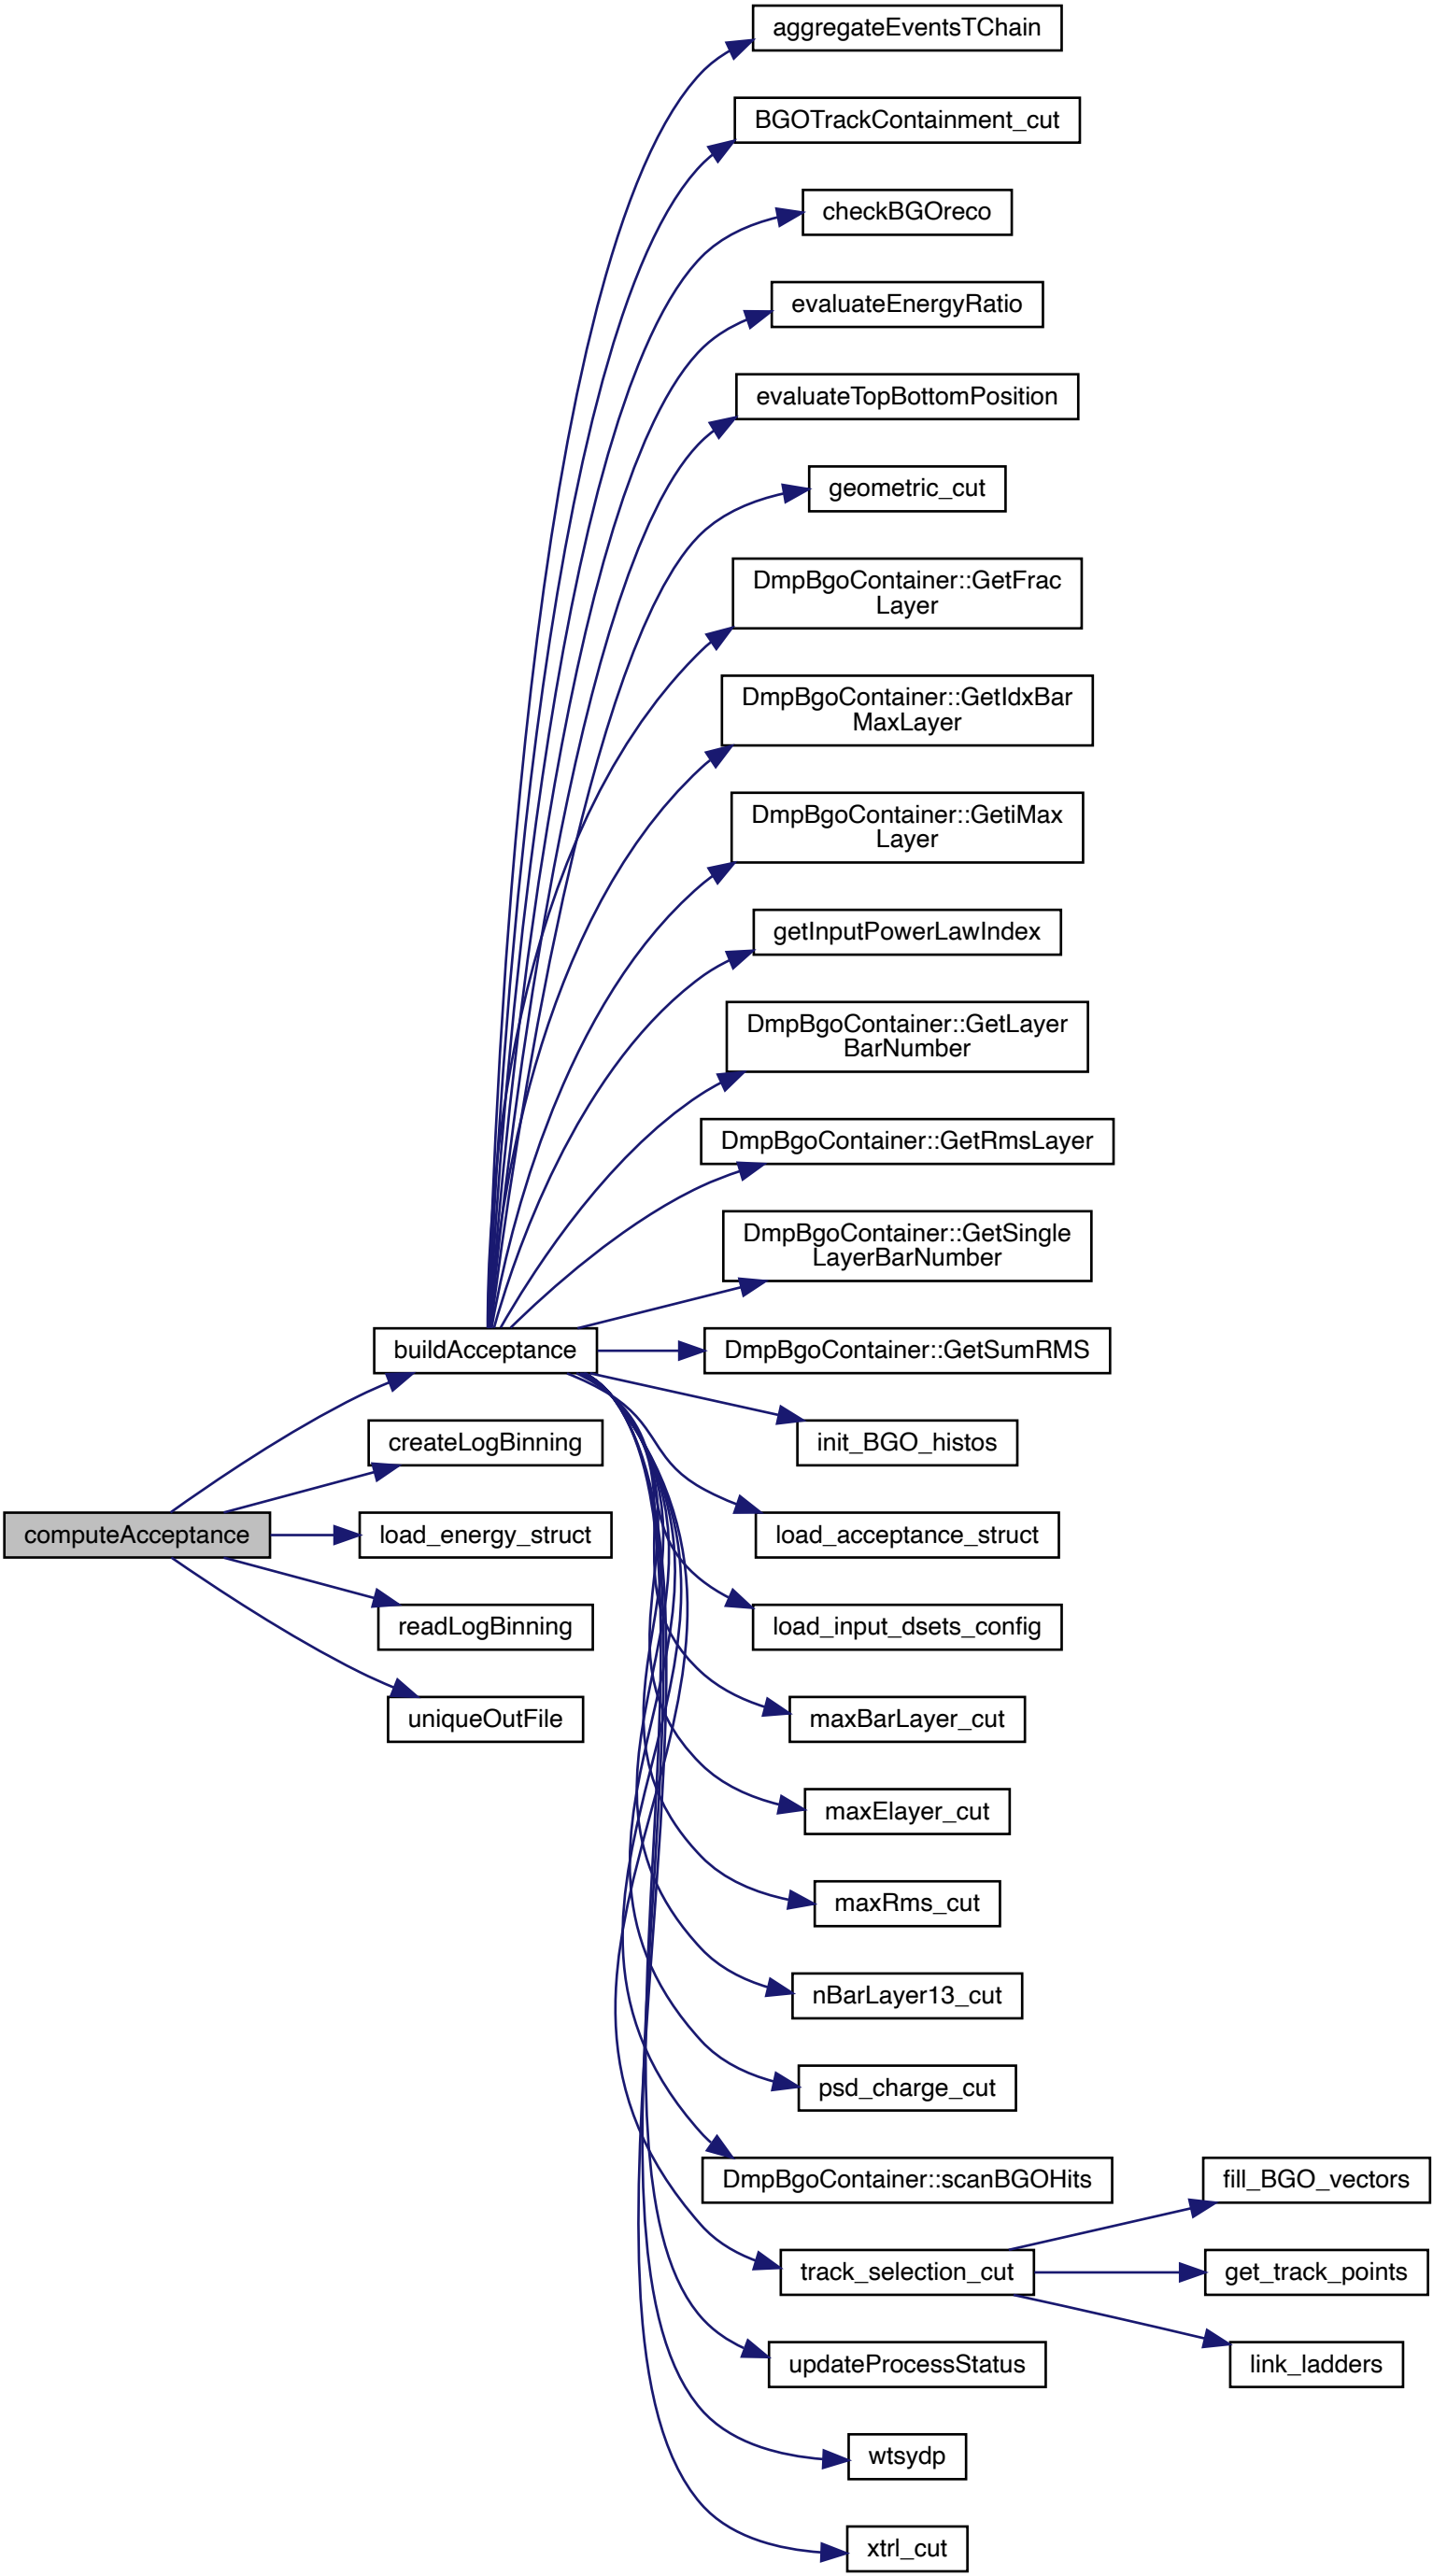 aggregateEventsTChain
BGOTrackContainment_cut
checkBGOreco
evaluateEnergyRatio
evaluateTopBottomPosition
geometric_cut
DmpBgoContainer::GetFrac
Layer
DmpBgoContainer::GetIdxBar
MaxLayer
DmpBgoContainer::GetiMax
Layer
getInputPowerLawIndex
DmpBgoContainer::GetLayer
BarNumber
DmpBgoContainer::GetRmsLayer
DmpBgoContainer::GetSingle
LayerBarNumber
buildAcceptance
DmpBgoContainer::GetSumRMS
createLogBinning
init_BGO_histos
computeAcceptance
load_energy_struct
load_acceptance_struct
readLogBinning
load_input_dsets_config
uniqueOutFile
maxBarLayer_cut
maxElayer_cut
maxRms_cut
nBarLayer13_cut
psd_charge_cut
DmpBgoContainer::scanBGOHits
fill_BGO_vectors
track_selection_cut
get_track_points
updateProcessStatus
link_ladders
wtsydp
xtrl_cut